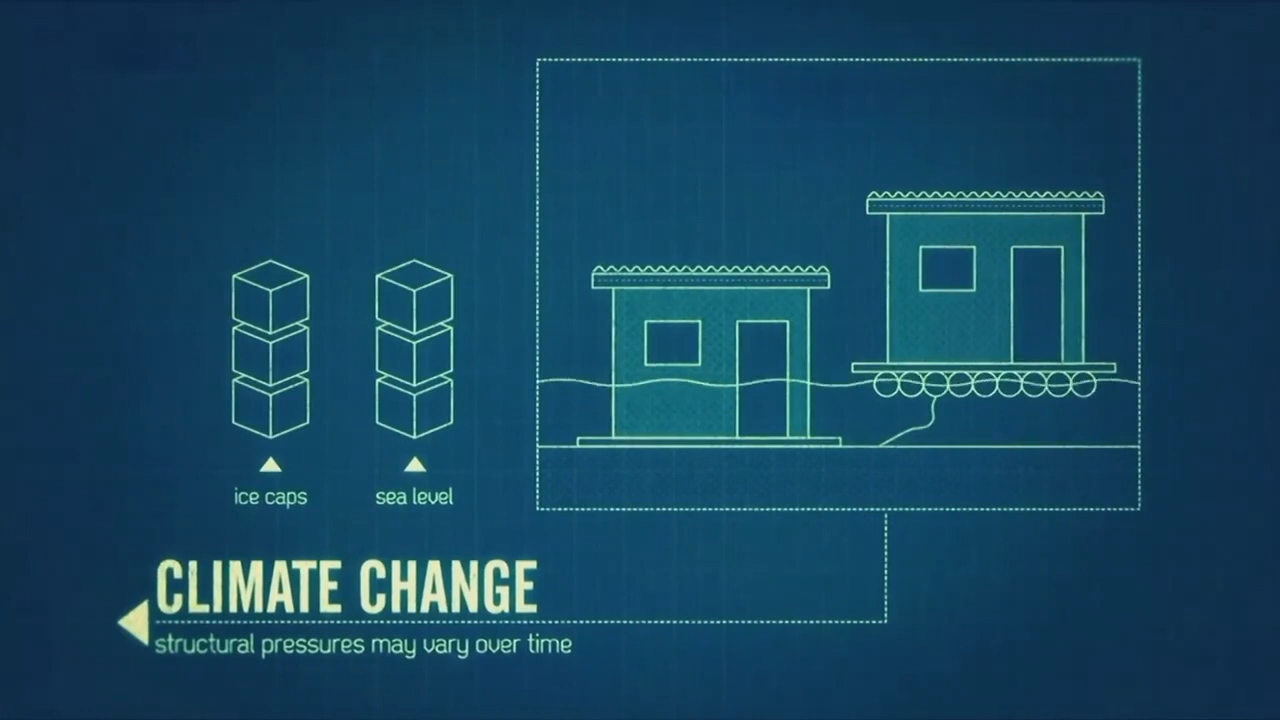 ice caps
sea level
CLIMATE CHANGE
structural pressures may vary over time